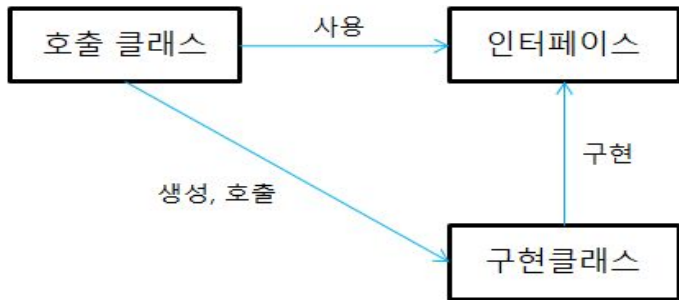 호출 클래스
사용
인터페이스
구현
생성, 호출
구현클래스